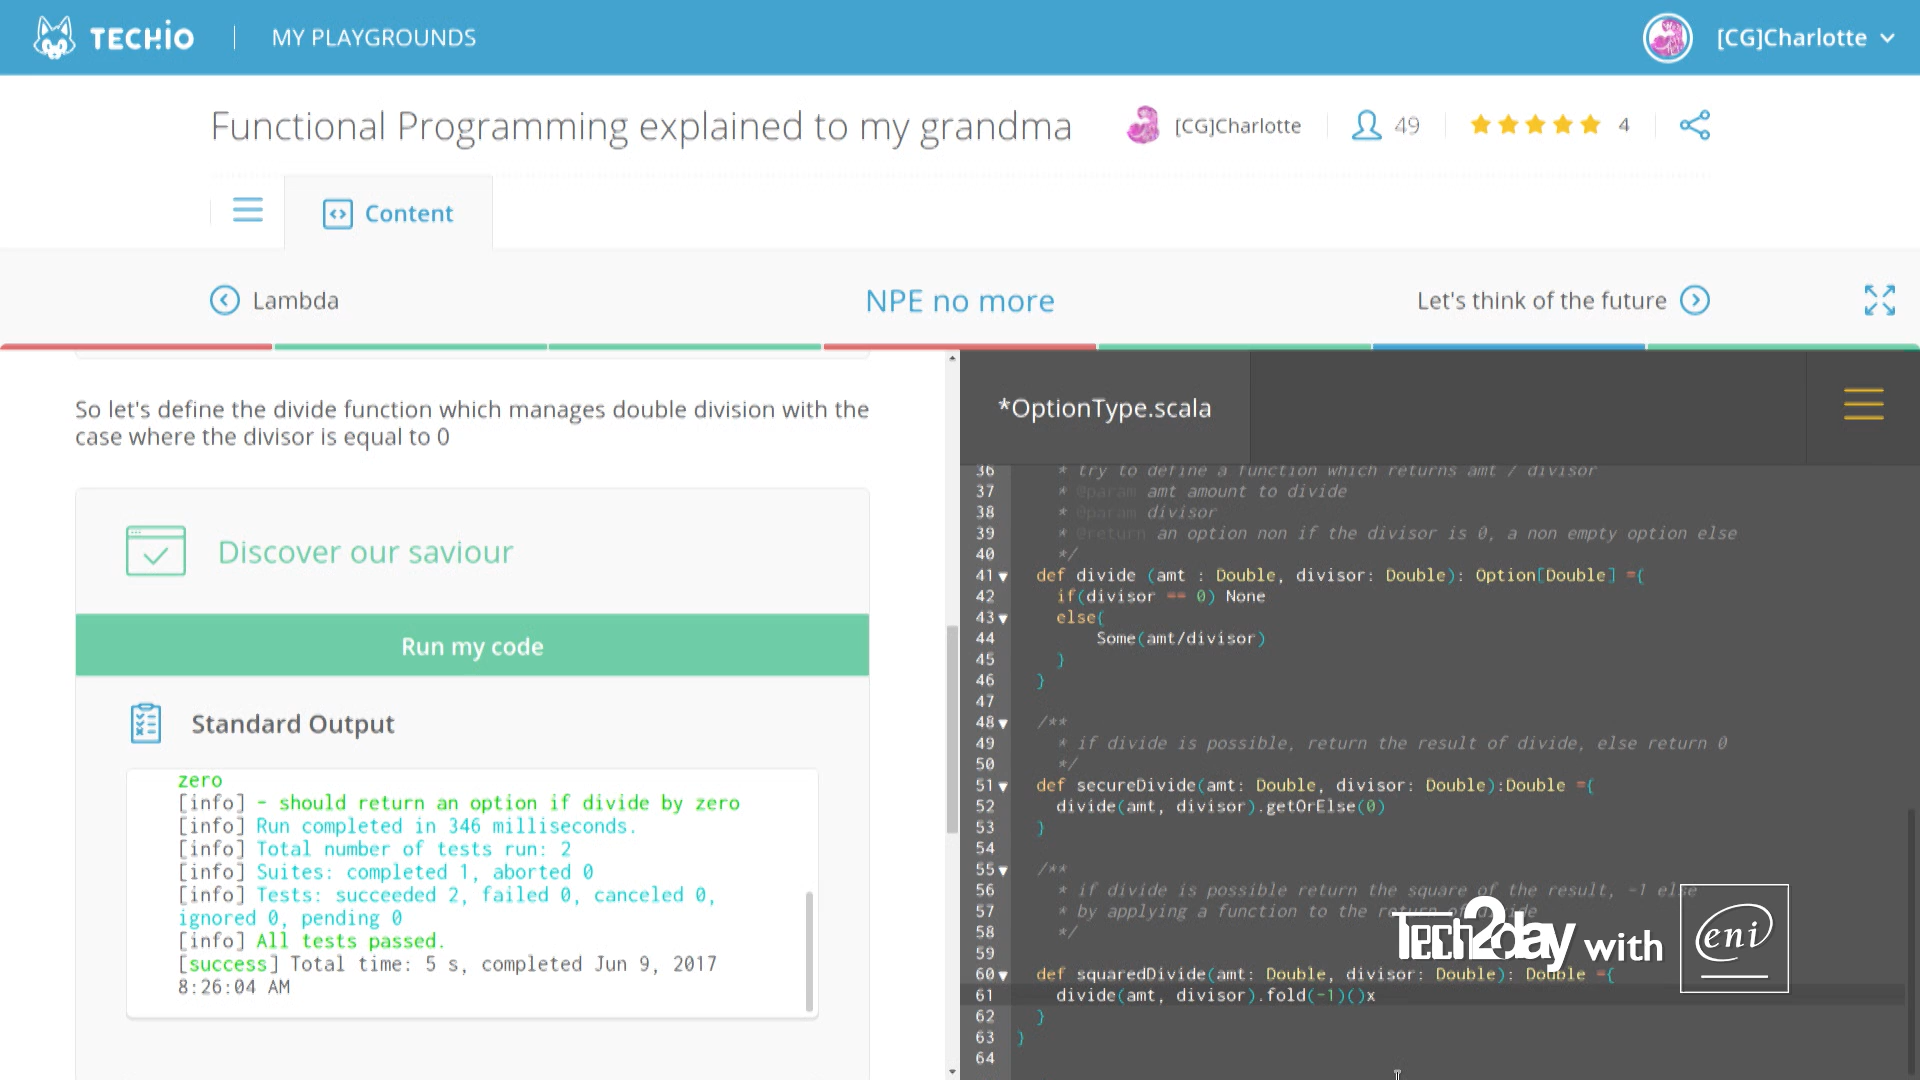 TECH.IO
MY PLAYGROUNDS
[CG]Charlotte
Functional Programming explained to my grandma
[CG]Charlotte
49
4
Content
Lambda
NPE no more
Let's think of the future
So let's define the divide function which manages double division with the
case where the divisor is equal to 0
Discover our saviour
Run my code
Standard Output
zero
[info] - should return an option if divide by zero
[info] Run completed in 346 milliseconds.
[info] Total number of tests run: 2
[info] Suites: completed 1, aborted 0
[info] Tests: succeeded 2, failed 0, canceled 0,
ignored 0, pending 0
[info] All tests passed.
[success] Total time: 5 s, completed Jun 9, 2017
8:26:04 AM
*OptionType.scala
36 * try to define a function which returns amt / divisor
37 * @param amt amount to divide
38 * @param divisor
39 * @return an option non if the divisor is 0, a non empty option else
40 */
41 def divide (amt : Double, divisor: Double): Option[Double] ={
42 if(divisor == 0) None
43 else{
44 Some(amt/divisor)
45 }
46 }
47
48 /**
49 * if divide is possible, return the result of divide, else return 0
50 */
51 def secureDivide(amt: Double, divisor: Double):Double ={
52 divide(amt, divisor).getOrElse(0)
53 }
54
55 /**
56 * if divide is possible return the square of the result, -1 else
57 * by applying a function to the return of divide
58 */
59
60 def squaredDivide(amt: Double, divisor: Double): Double ={
61 divide(amt, divisor).fold(-1)()x
62 }
63 }
64
Tech2day with eni